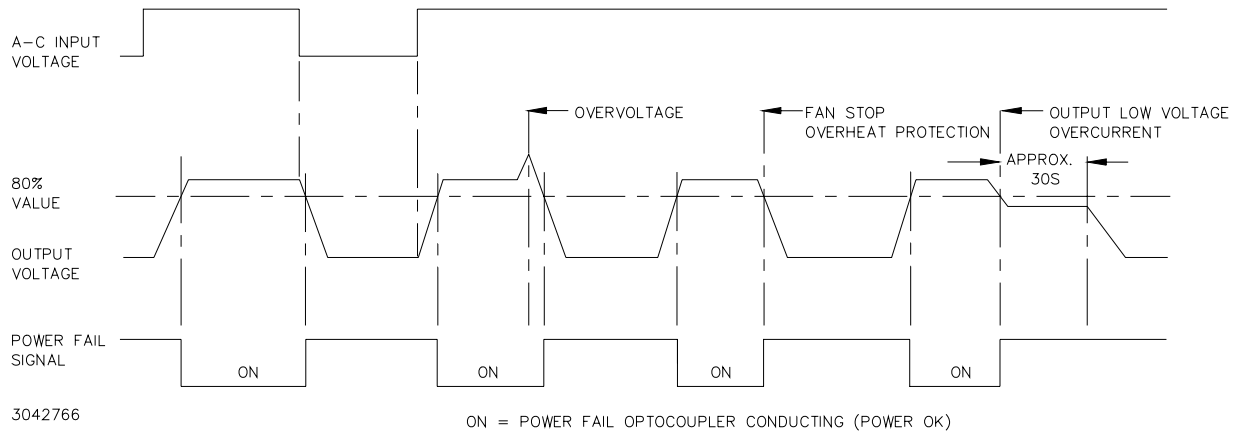 A-C INPUT
VOLTAGE
OVERVOLTAGE
FAN STOP
OVERHEAT PROTECTION
OUTPUT LOW VOLTAGE
OVERCURRENT
APPROX.
30S
80%
VALUE
OUTPUT
VOLTAGE
POWER FAIL
SIGNAL
ON
ON
ON
ON
3042766
ON = POWER FAIL OPTOCOUPLER CONDUCTING (POWER OK)